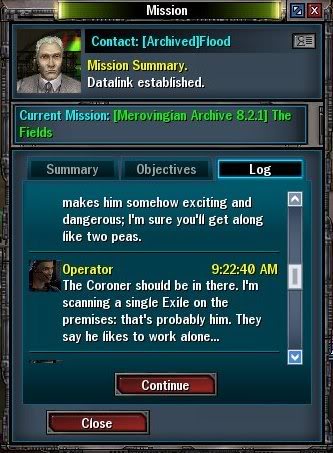 Mission
Contact: [Archived]Flood
Mission Summary.
Datalink established.
Current Mission: [Merovingian Archive 8.2.1] The
Fields
Summary
Objectives
Log
makes him somehow exciting and
dangerous; I'm sure you'll get along
like two peas.
Operator 9:22:40 AM
The Coroner should be in there. I'm
scanning a single Exile on the
premises: that's probably him. They
say he likes to work alone...
Continue
Close